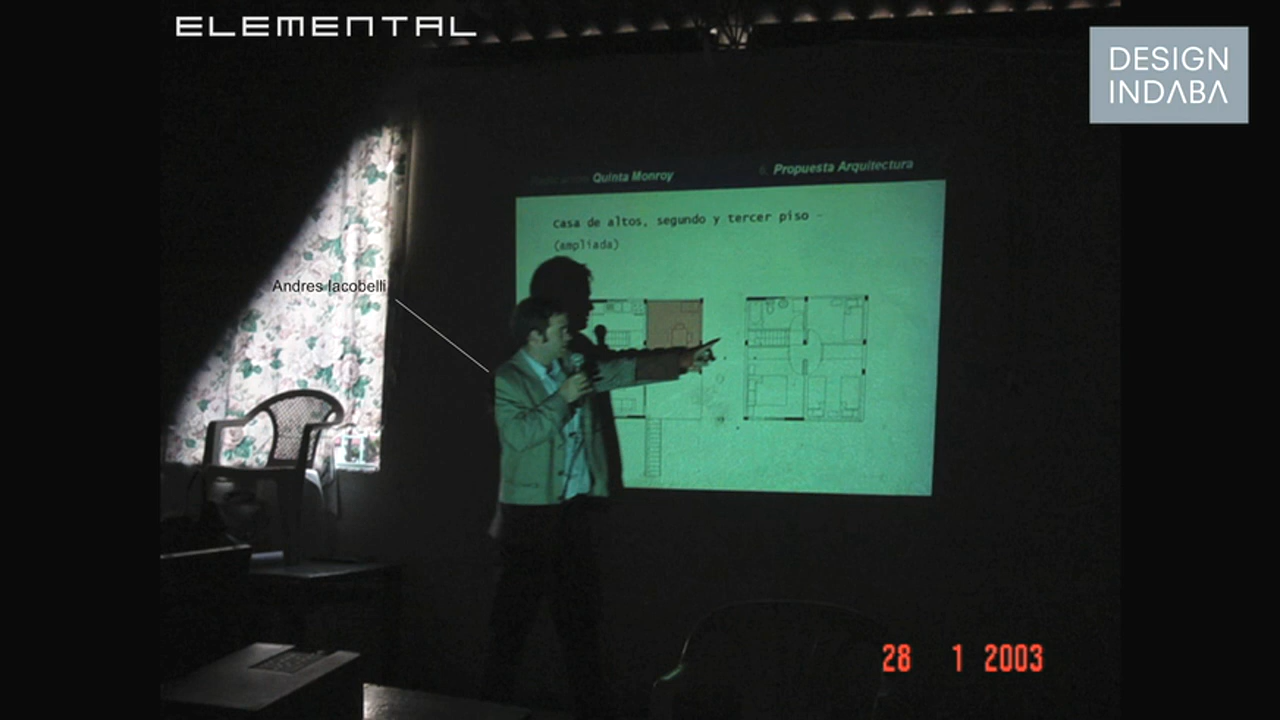 ELEMENTAL
DESIGN
INDABA
Quinta Monroy
6. Propuesta Arquitectura
Casa de altos, segundo y tercer piso -
(ampliada)
Andres Iacobelli
28 1 2003